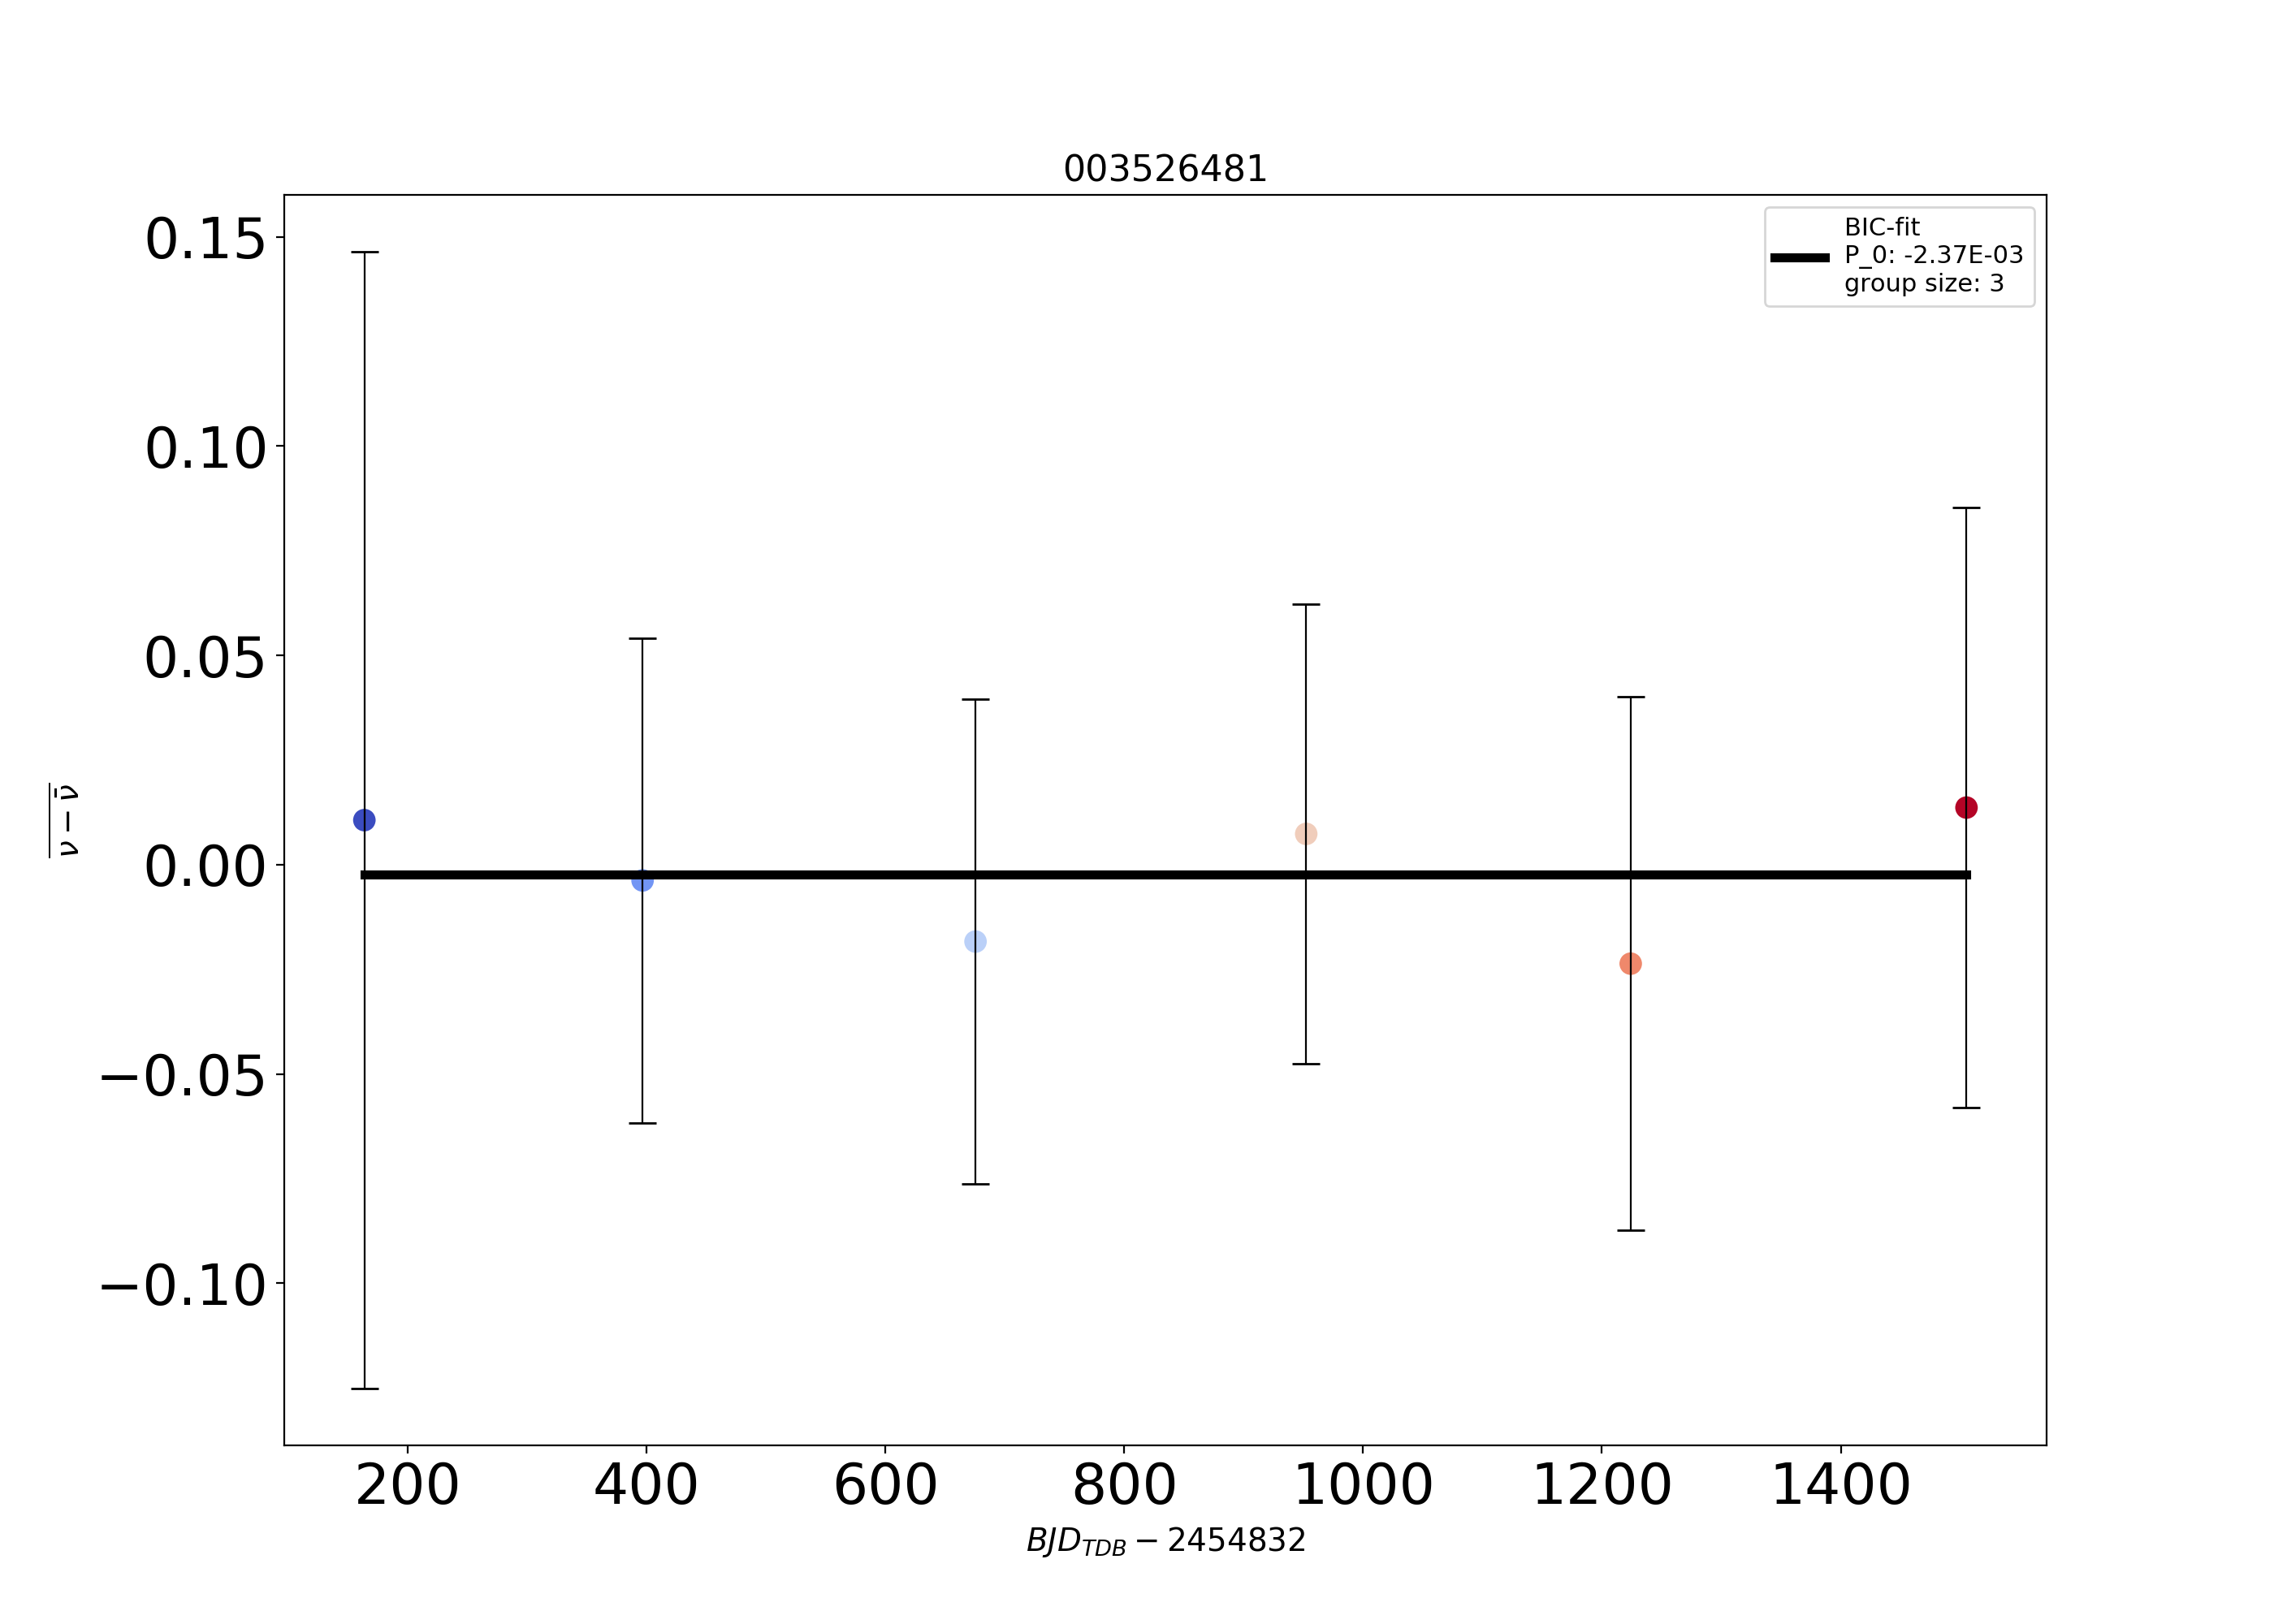 003526481
BIC-fit
P_0: -2.37E-03
group size: 3
0.15
0.10
0.05
0.00
−0.05
−0.10
ν − ν̄
200 400 600 800 1000 1200 1400
BJD_TDB − 2454832